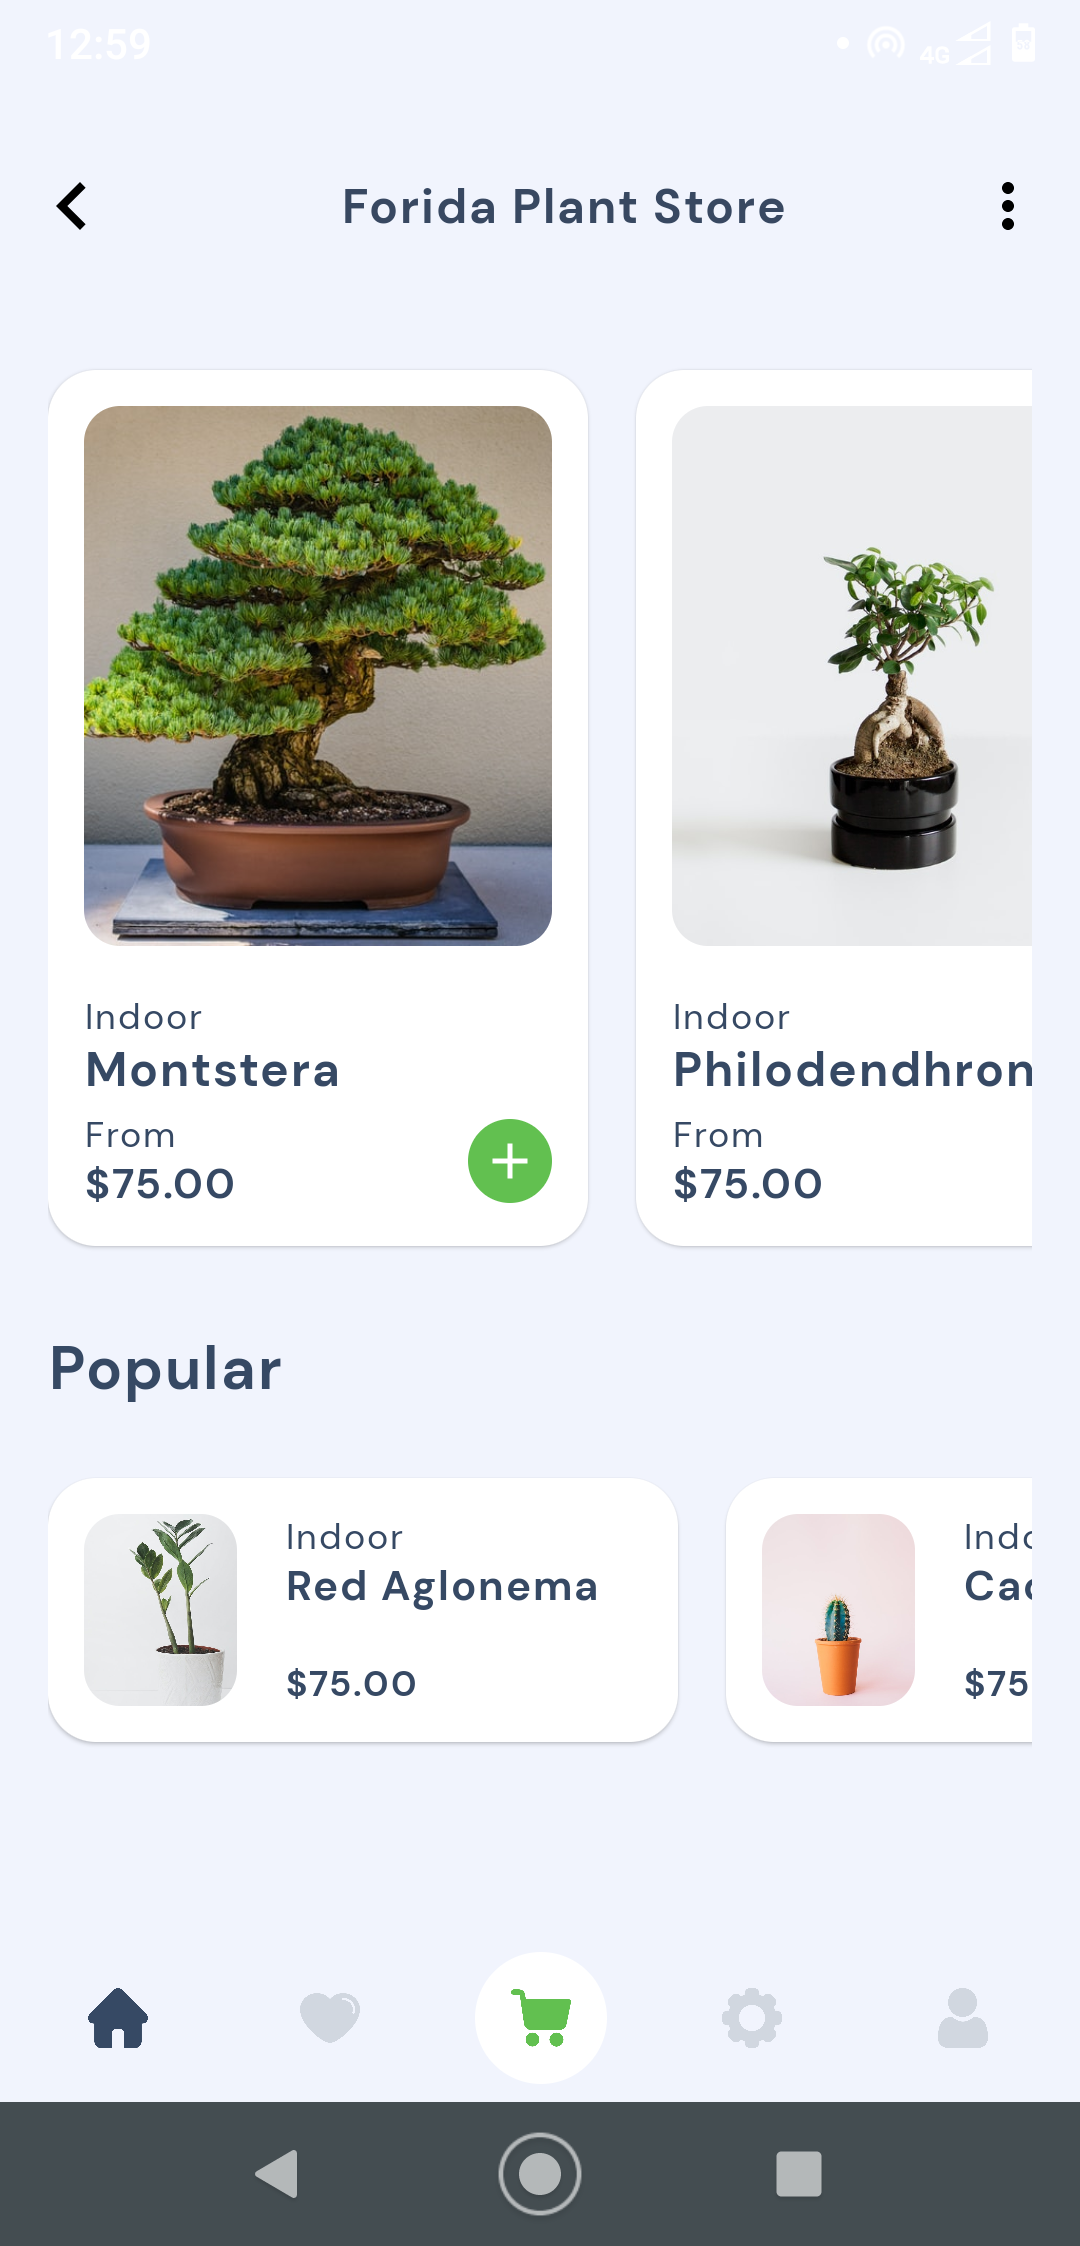 12:59
4G
Forida Plant Store
Indoor
Montstera
From
$75.00
Indoor
Philodendhron
From
$75.00
Popular
Indoor
Red Aglonema
$75.00
Indo
Cac
$75